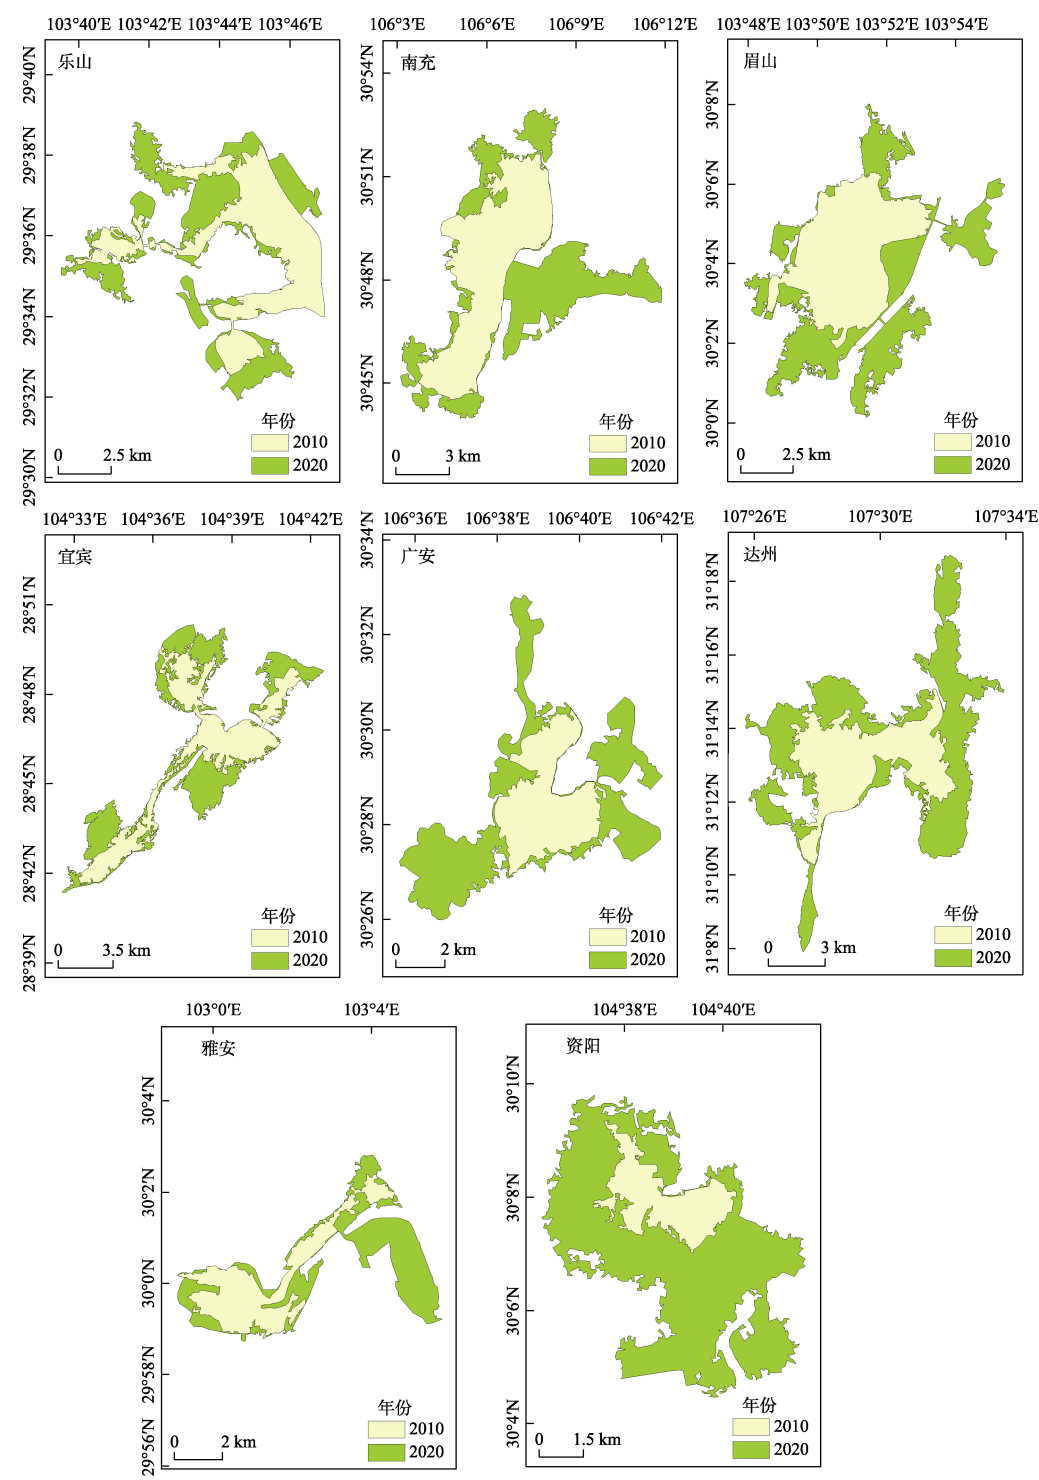 103°40′E 103°42′E 103°44′E 103°46′E
乐山
29°40′N
29°38′N
29°36′N
29°34′N
29°32′N
29°30′N
年份
2010
2020
0 2.5 km
106°3′E 106°6′E 106°9′E 106°12′E
南充
30°54′N
30°51′N
30°48′N
30°45′N
年份
2010
2020
0 3 km
103°48′E 103°50′E 103°52′E 103°54′E
眉山
30°8′N
30°6′N
30°4′N
30°2′N
30°0′N
年份
2010
2020
0 2.5 km
104°33′E 104°36′E 104°39′E 104°42′E
宜宾
28°51′N
28°48′N
28°45′N
28°42′N
28°39′N
年份
2010
2020
0 3.5 km
106°36′E 106°38′E 106°40′E 106°42′E
广安
30°34′N
30°32′N
30°30′N
30°28′N
30°26′N
年份
2010
2020
0 2 km
107°26′E 107°30′E 107°34′E
达州
31°18′N
31°16′N
31°14′N
31°12′N
31°10′N
31°8′N
年份
2010
2020
0 3 km
103°0′E 103°4′E
雅安
30°4′N
30°2′N
30°0′N
29°58′N
29°56′N
年份
2010
2020
0 2 km
104°38′E 104°40′E
资阳
30°10′N
30°8′N
30°6′N
30°4′N
年份
2010
2020
0 1.5 km